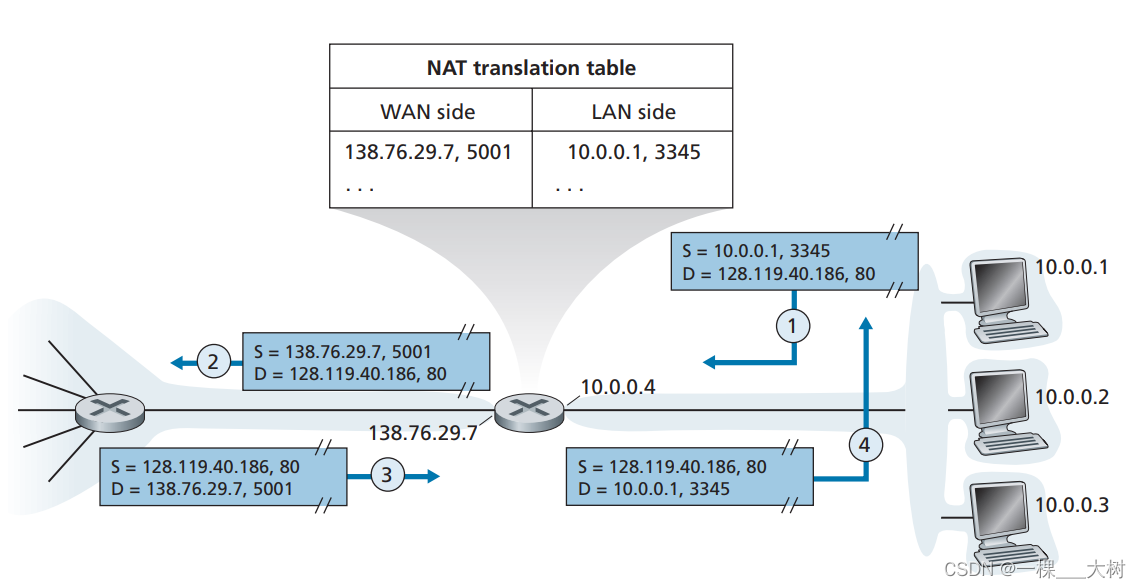 NAT translation table
WAN side
LAN side
138.76.29.7, 5001
10.0.0.1, 3345
. . .
. . .
S = 10.0.0.1, 3345
D = 128.119.40.186, 80
10.0.0.1
1
2
S = 138.76.29.7, 5001
D = 128.119.40.186, 80
10.0.0.4
10.0.0.2
138.76.29.7
4
S = 128.119.40.186, 80
D = 138.76.29.7, 5001
3
S = 128.119.40.186, 80
D = 10.0.0.1, 3345
10.0.0.3
CSDN @一棵___大树